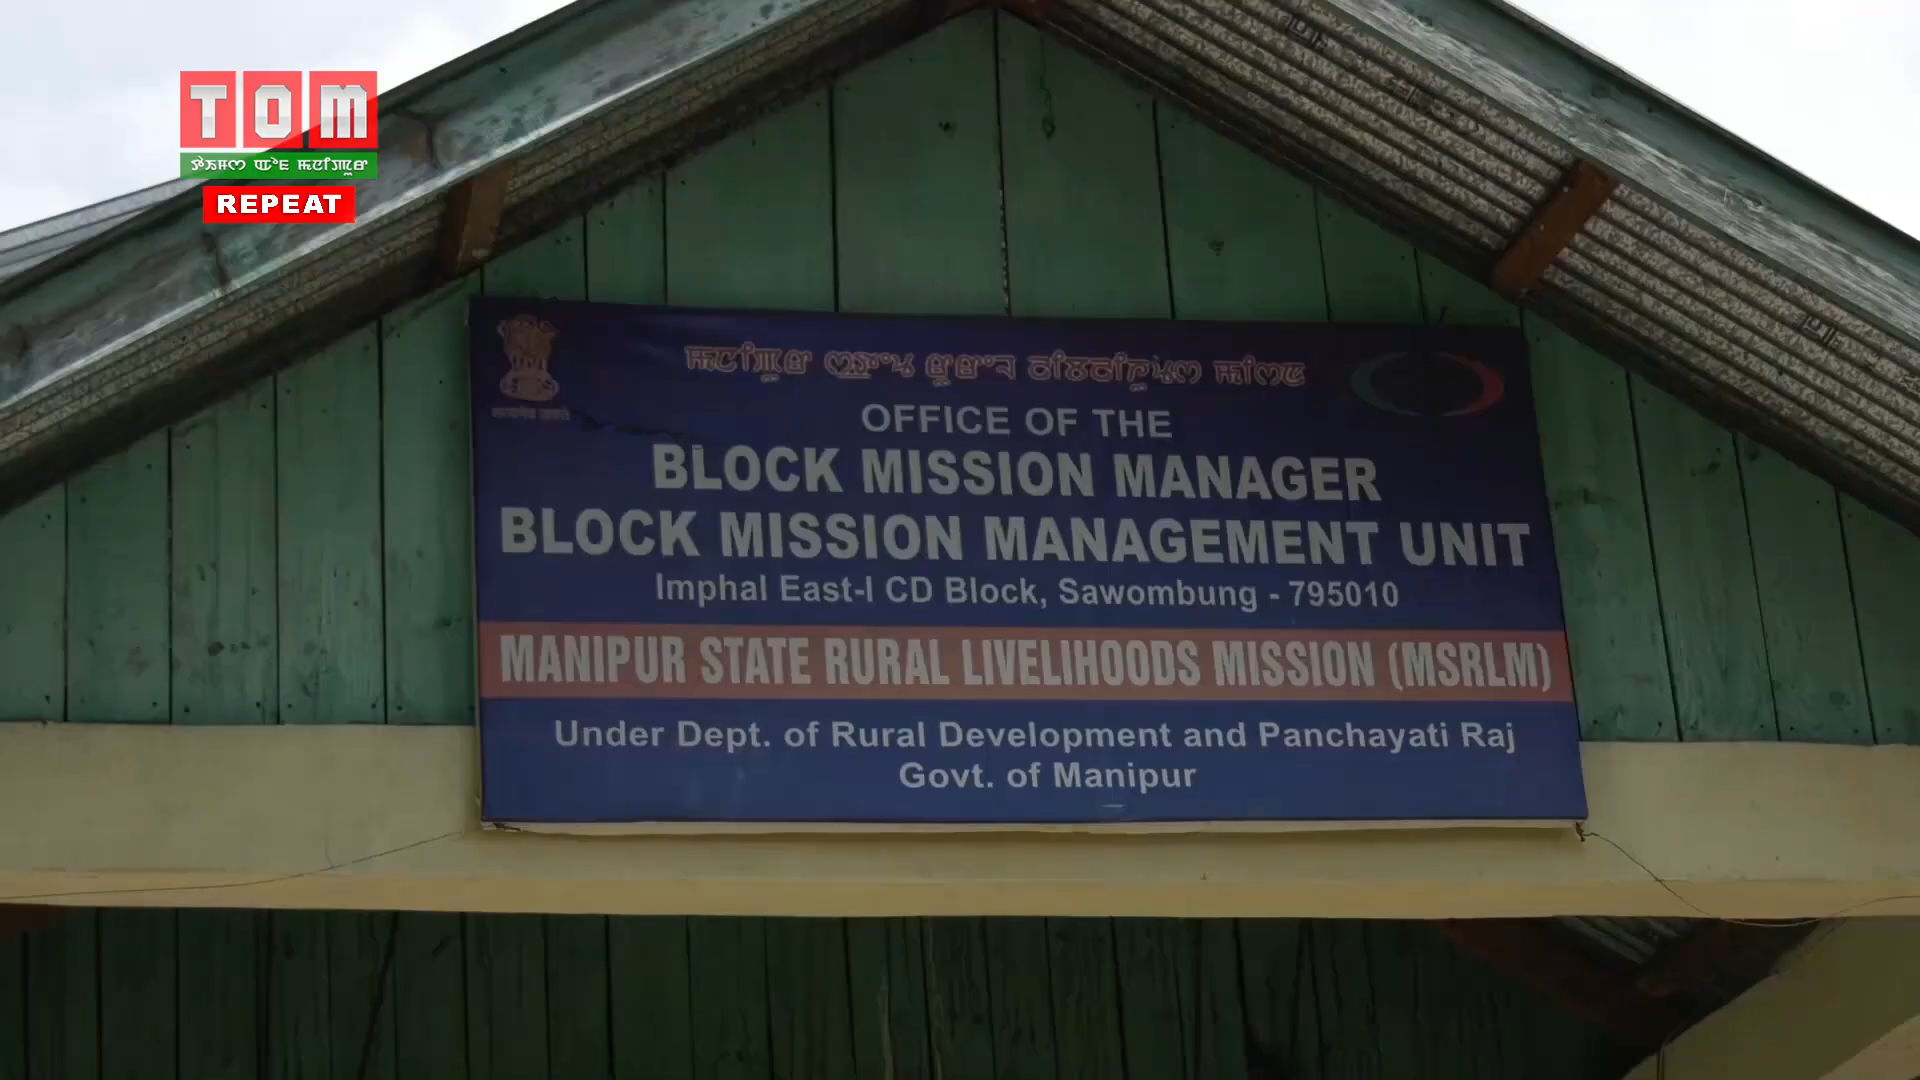 TOM
REPEAT
OFFICE OF THE
BLOCK MISSION MANAGER
BLOCK MISSION MANAGEMENT UNIT
Imphal East-I CD Block, Sawombung - 795010
MANIPUR STATE RURAL LIVELIHOODS MISSION (MSRLM)
Under Dept. of Rural Development and Panchayati Raj
Govt. of Manipur